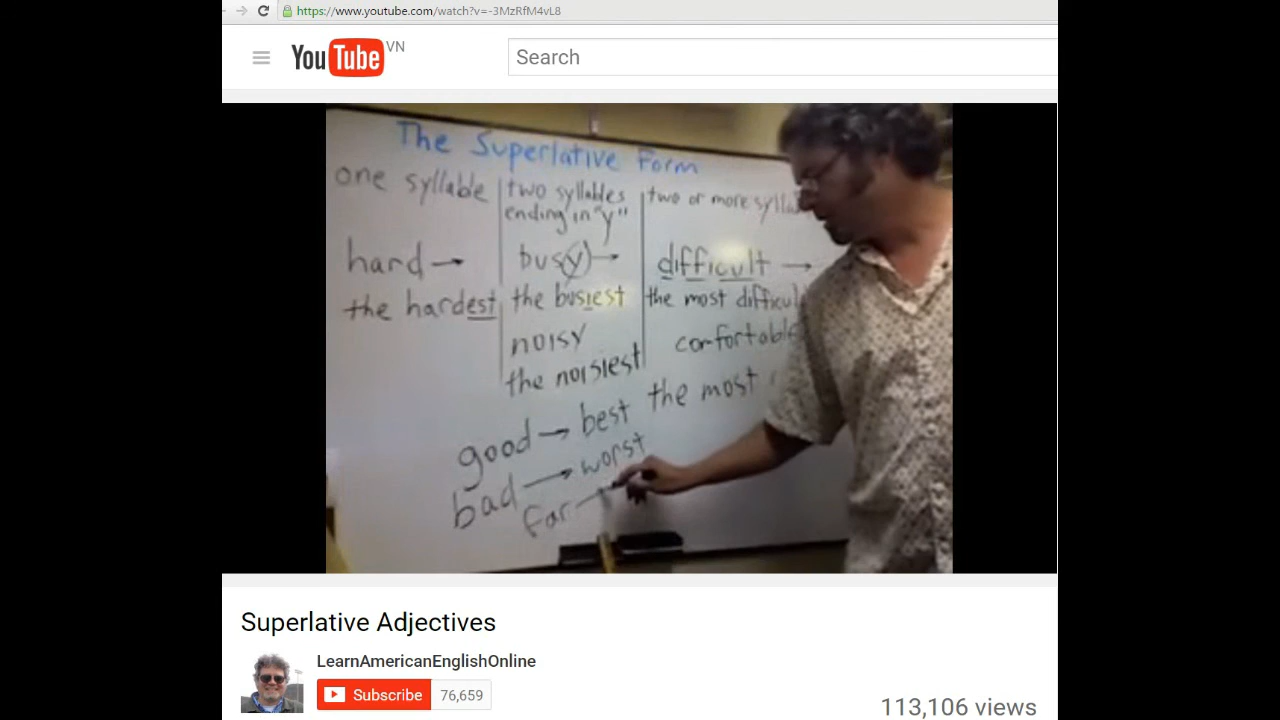 https://www.youtube.com/watch?v=-3MzRfM4vL8
YouTube VN
Search
The Superlative Form
one syllable
hard →
the hardest
two syllables
ending in "y"
busy →
the busiest
noisy
the noisiest
two or more sylla
difficult →
the most difficul
comfortable
the most
good → best
bad → worst
far →
Superlative Adjectives
LearnAmericanEnglishOnline
Subscribe 76,659
113,106 views